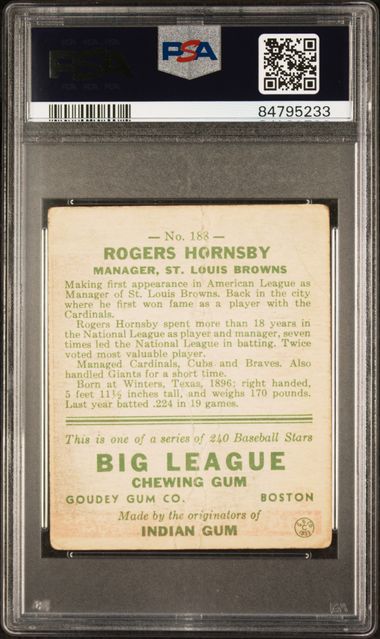 PSA
PSA
84795233
— No. 188 —
ROGERS HORNSBY
MANAGER, ST. LOUIS BROWNS
Making first appearance in American League as
Manager of St. Louis Browns. Back in the city
where he first won fame as a player with the
Cardinals.
Rogers Hornsby spent more than 18 years in
the National League as player and manager, seven
times led the National League in batting. Twice
voted most valuable player.
Managed Cardinals, Cubs and Braves. Also
handled Giants for a short time.
Born at Winters, Texas, 1896; right handed,
5 feet 11½ inches tall, and weighs 170 pounds.
Last year batted .224 in 19 games.
This is one of a series of 240 Baseball Stars
BIG LEAGUE
CHEWING GUM
GOUDEY GUM CO. BOSTON
Made by the originators of
INDIAN GUM